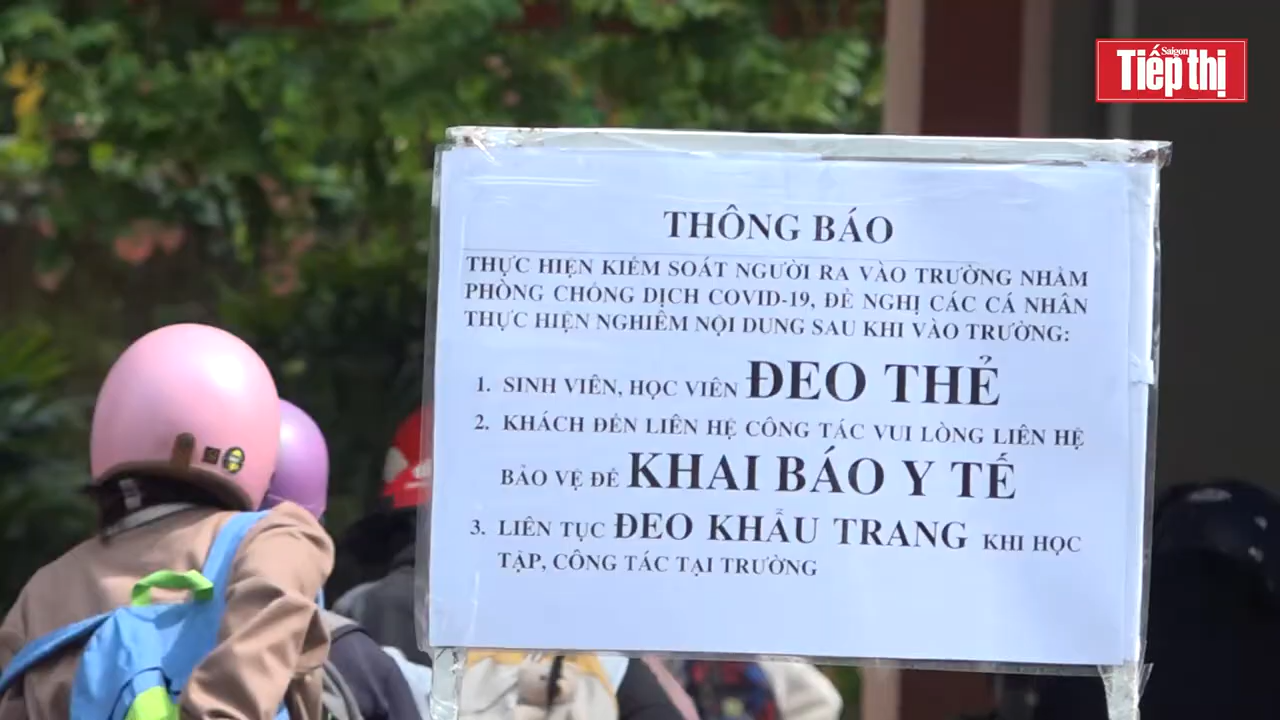 Saigon
Tiếp thị
THÔNG BÁO
THỰC HIỆN KIỂM SOÁT NGƯỜI RA VÀO TRƯỜNG NHẰM
PHÒNG CHỐNG DỊCH COVID-19, ĐỀ NGHỊ CÁC CÁ NHÂN
THỰC HIỆN NGHIÊM NỘI DUNG SAU KHI VÀO TRƯỜNG:
1. SINH VIÊN, HỌC VIÊN ĐEO THẺ
2. KHÁCH ĐẾN LIÊN HỆ CÔNG TÁC VUI LÒNG LIÊN HỆ
BẢO VỆ ĐỂ KHAI BÁO Y TẾ
3. LIÊN TỤC ĐEO KHẨU TRANG KHI HỌC
TẬP, CÔNG TÁC TẠI TRƯỜNG